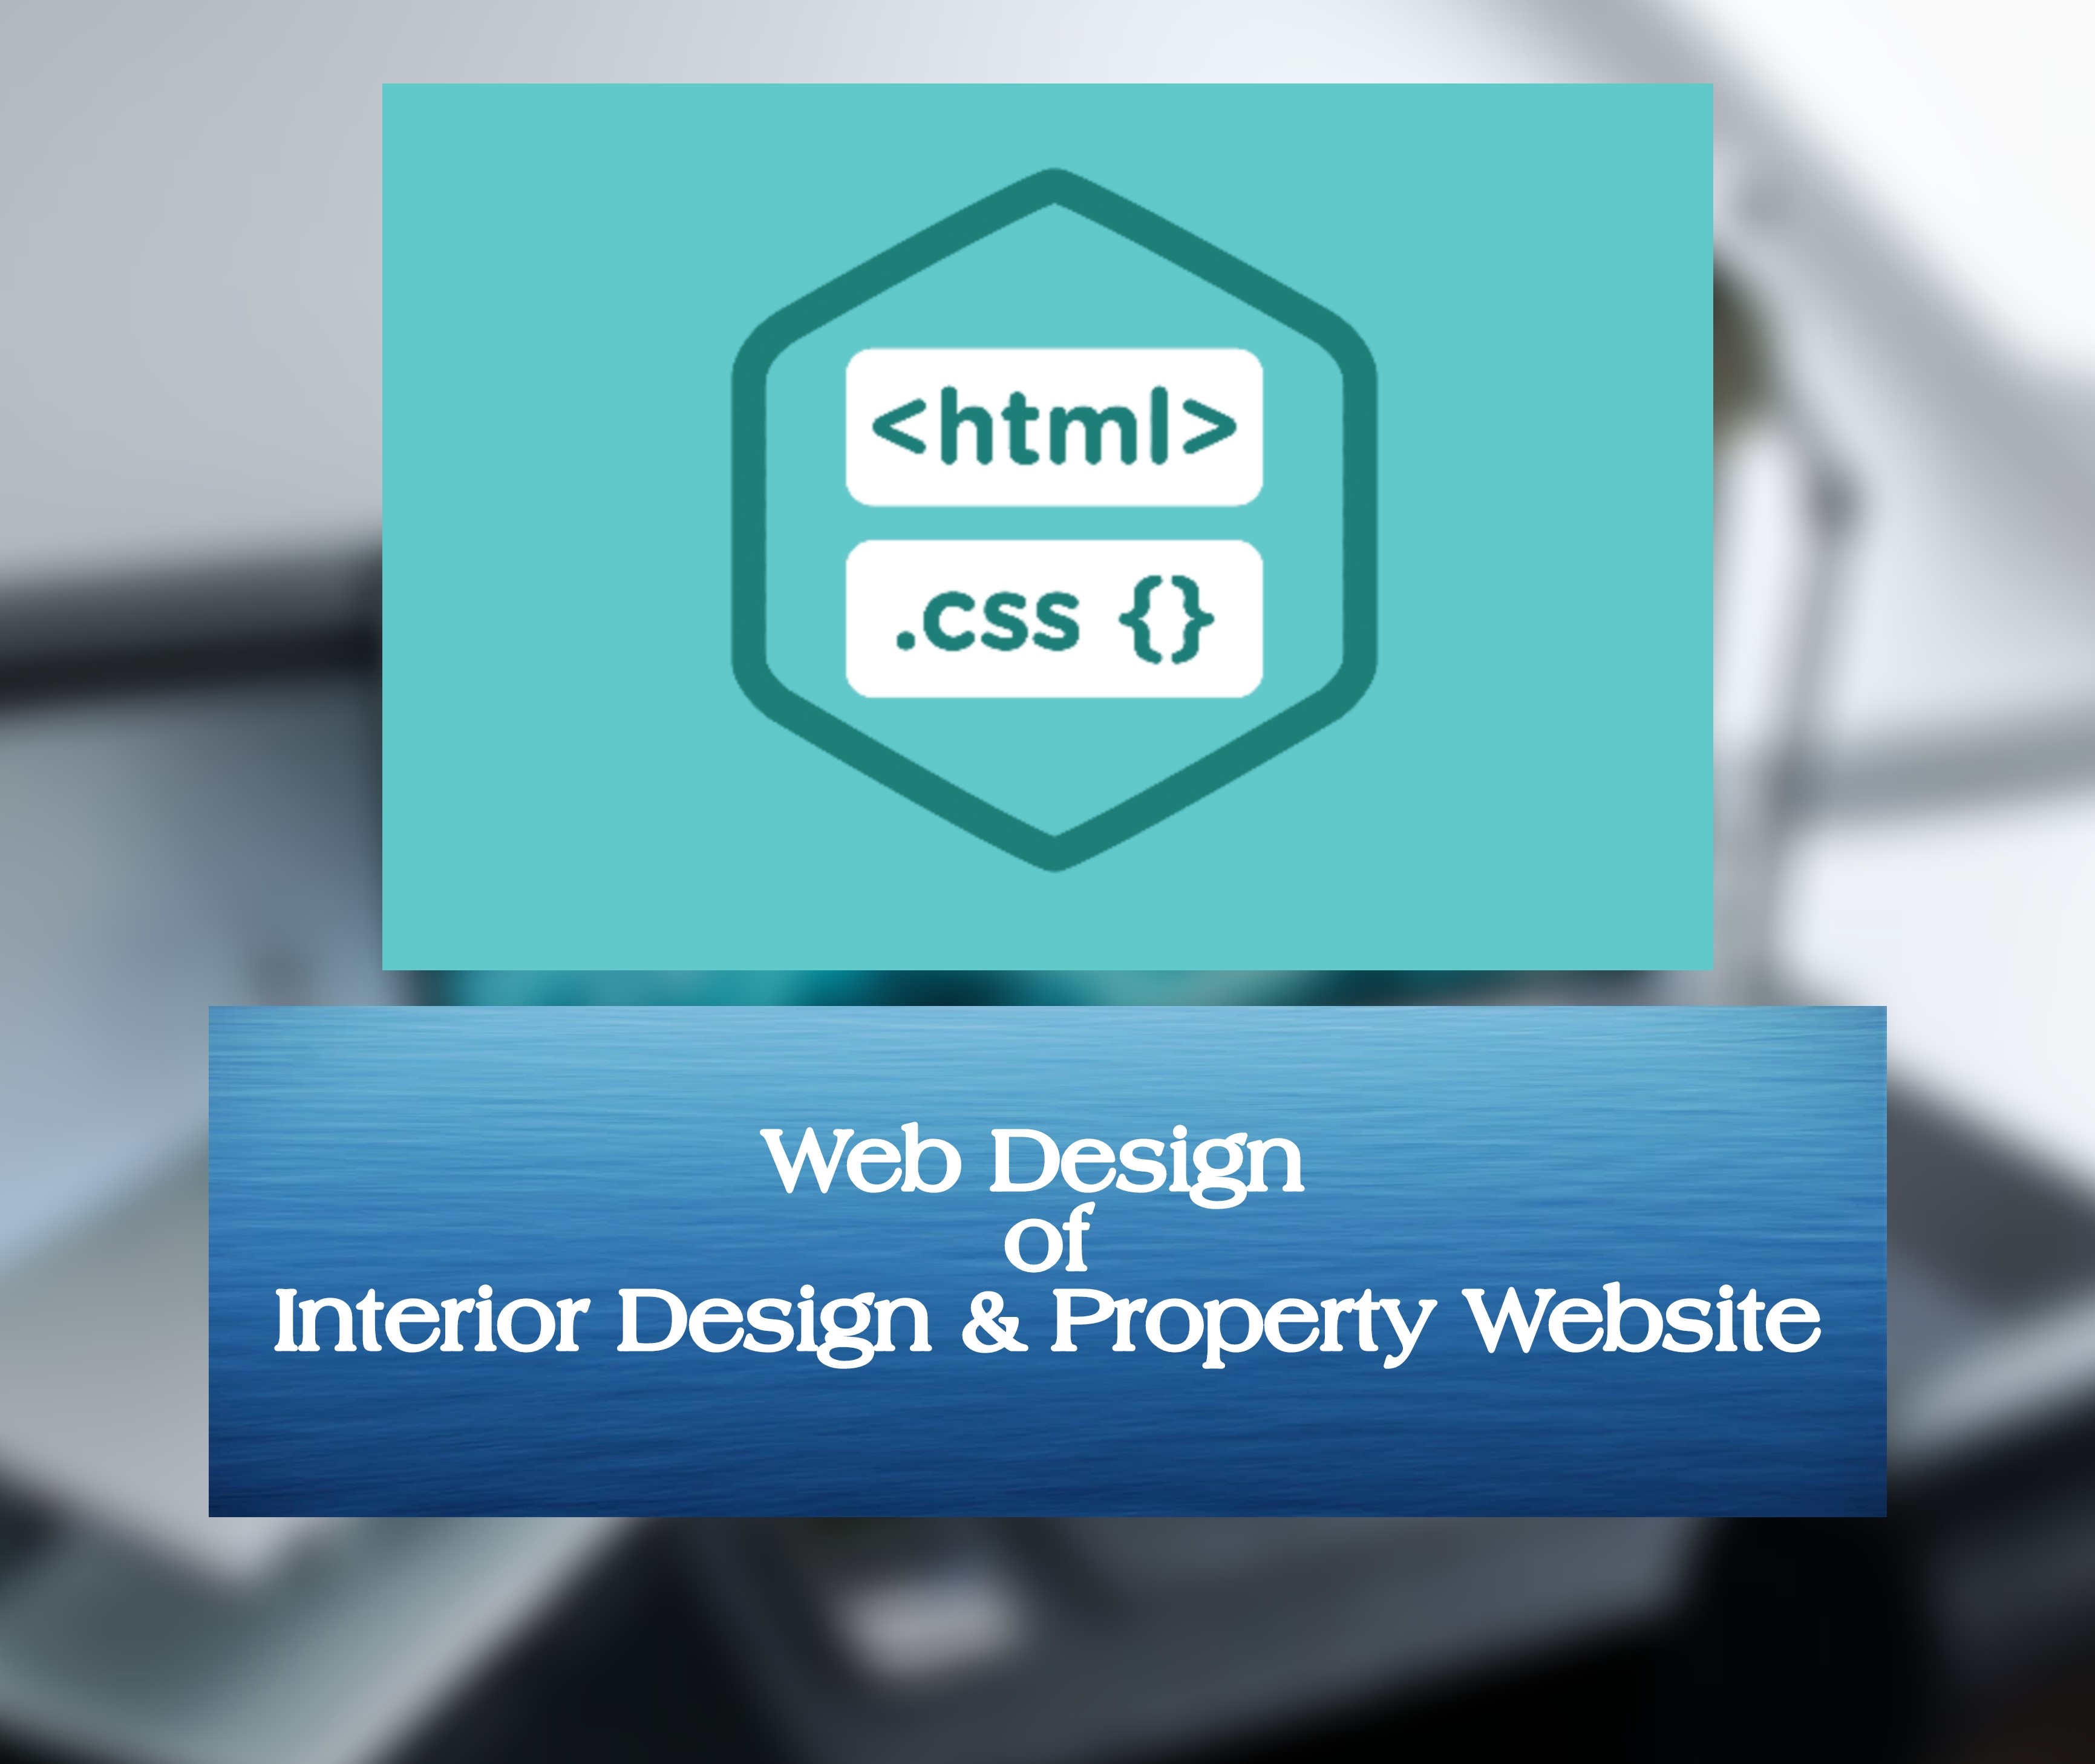 <html>
.css {}
Web Design
of
Interior Design & Property Website